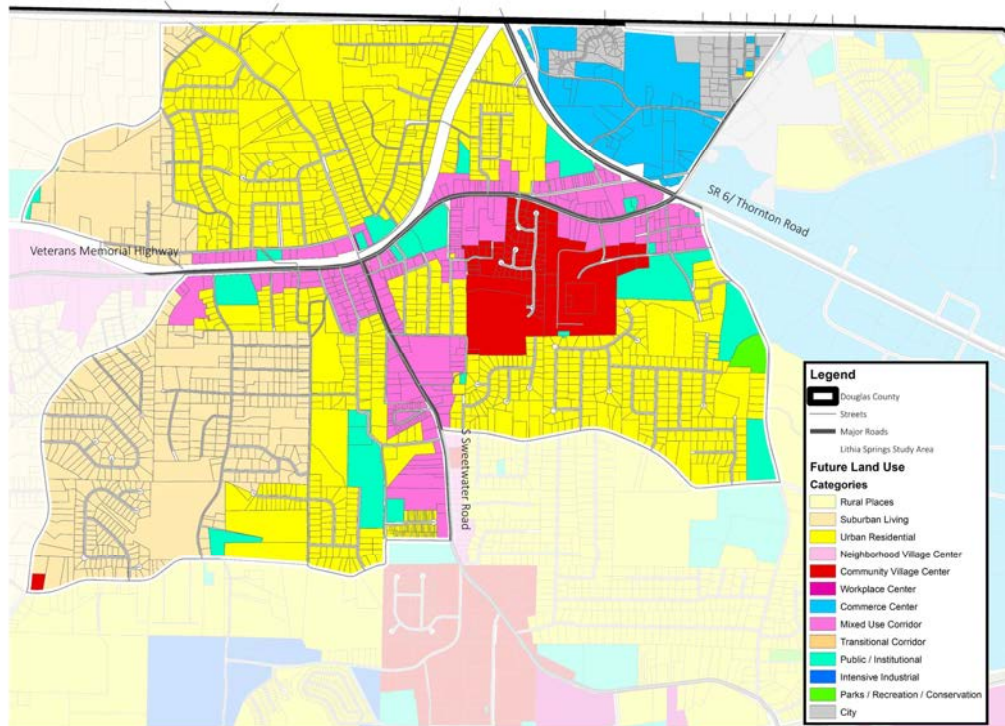 SR 6/ Thornton Road
Veterans Memorial Highway
S Sweetwater Road
Legend
Douglas County
Streets
Major Roads
Lithia Springs Study Area
Future Land Use
Categories
Rural Places
Suburban Living
Urban Residential
Neighborhood Village Center
Community Village Center
Workplace Center
Commerce Center
Mixed Use Corridor
Transitional Corridor
Public / Institutional
Intensive Industrial
Parks / Recreation / Conservation
City